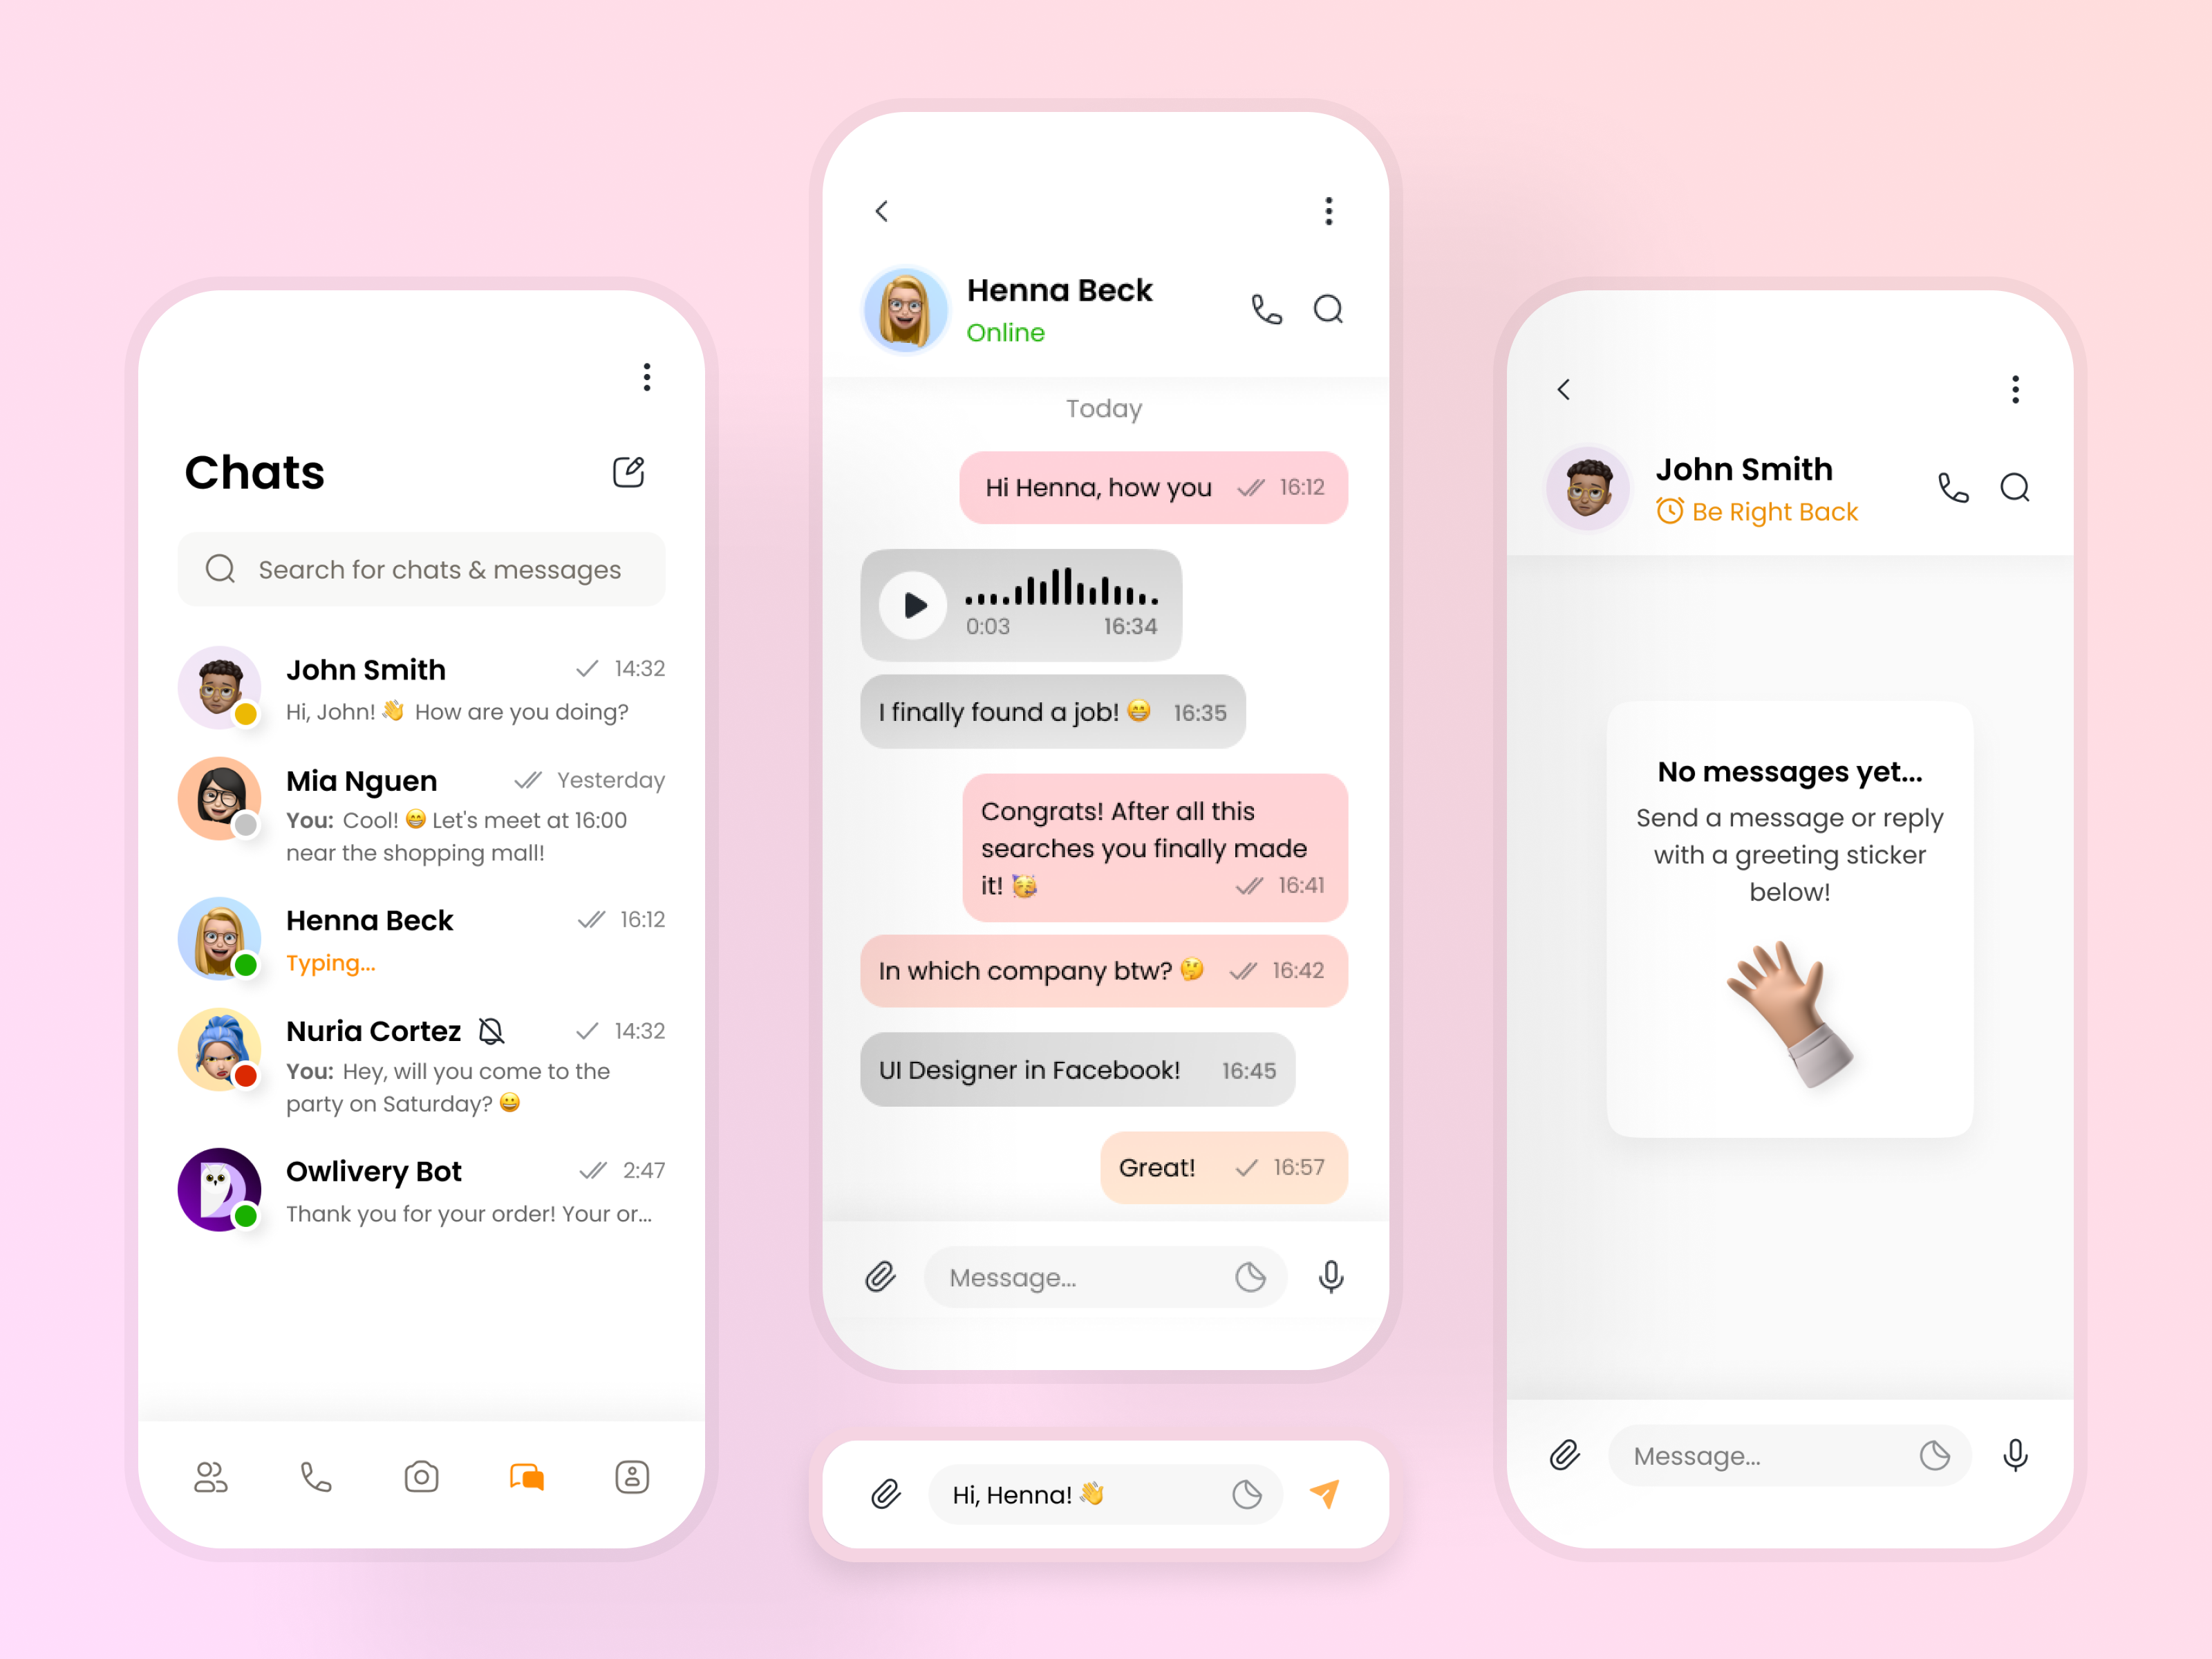 Chats
Search for chats & messages
John Smith 14:32
Hi, John! 👋 How are you doing?
Mia Nguen Yesterday
You: Cool! 😁 Let's meet at 16:00
near the shopping mall!
Henna Beck 16:12
Typing...
Nuria Cortez 14:32
You: Hey, will you come to the
party on Saturday? 😀
Owlivery Bot 2:47
Thank you for your order! Your or...
Henna Beck
Online
Today
Hi Henna, how you 16:12
0:03 16:34
I finally found a job! 😁 16:35
Congrats! After all this
searches you finally made
it! 🥳 16:41
In which company btw? 🤔 16:42
UI Designer in Facebook! 16:45
Great! 16:57
Message...
Hi, Henna! 👋
John Smith
Be Right Back
No messages yet...
Send a message or reply
with a greeting sticker
below!
Message...